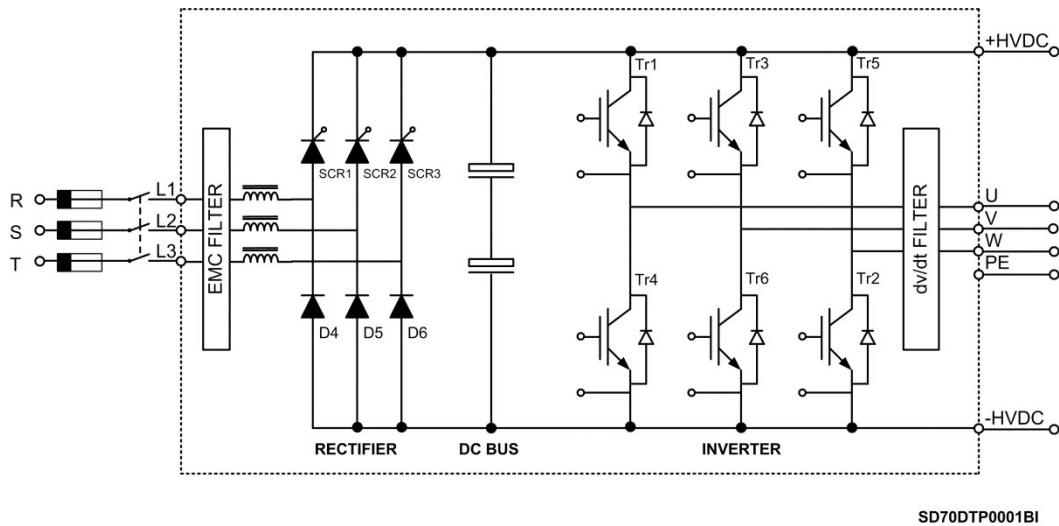 +HVDC
Tr1
Tr3
Tr5
SCR1
SCR2
SCR3
R
L1
S
L2
T
L3
EMC FILTER
U
V
W
PE
dv/dt FILTER
Tr4
Tr6
Tr2
D4
D5
D6
-HVDC
RECTIFIER
DC BUS
INVERTER
SD70DTP0001BI